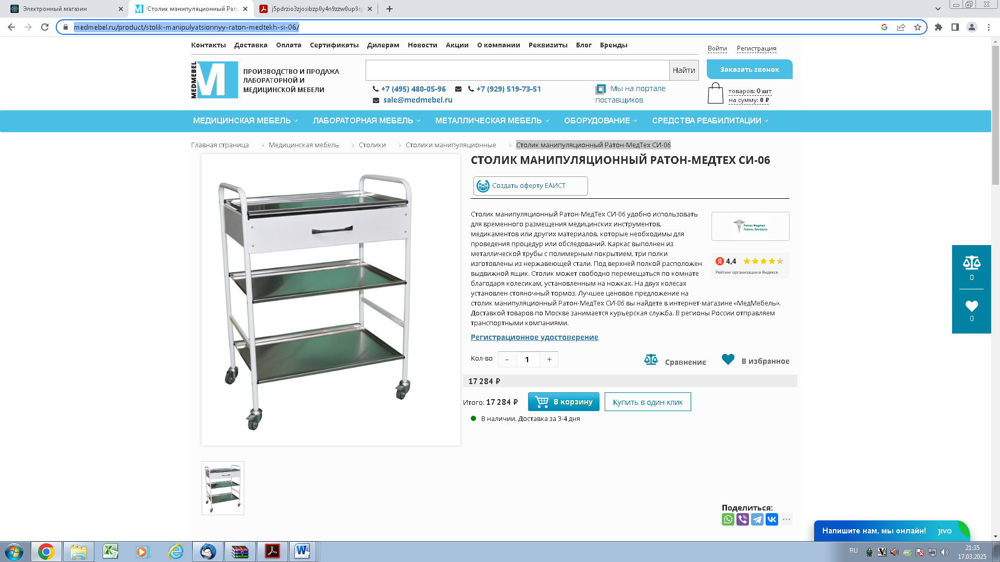 Электронный магазин
Столик манипуляционный Рато
j5pdrzio3zjosibzp0y4n9zzw0up9q
medmebel.ru/product/stolik-manipulyatsionnyy-raton-medtekh-si-06/
Контакты Доставка Оплата Сертификаты Дилерам Новости Акции О компании Реквизиты Блог Бренды
Войти Регистрация
MEDMEBEL
M
ПРОИЗВОДСТВО И ПРОДАЖА
ЛАБОРАТОРНОЙ И
МЕДИЦИНСКОЙ МЕБЕЛИ
Найти
Заказать звонок
+7 (495) 480-05-96 +7 (929) 519-73-51
sale@medmebel.ru
Мы на портале
поставщиков
товаров: 0 шт
на сумму: 0 ₽
МЕДИЦИНСКАЯ МЕБЕЛЬ ЛАБОРАТОРНАЯ МЕБЕЛЬ МЕТАЛЛИЧЕСКАЯ МЕБЕЛЬ ОБОРУДОВАНИЕ СРЕДСТВА РЕАБИЛИТАЦИИ
Главная страница > Медицинская мебель > Столики > Столики манипуляционные > Столик манипуляционный Ратон-МедТех СИ-06
СТОЛИК МАНИПУЛЯЦИОННЫЙ РАТОН-МЕДТЕХ СИ-06
Создать оферту ЕАИСТ
Столик манипуляционный Ратон-МедТех СИ-06 удобно использовать
для временного размещения медицинских инструментов,
медикаментов или других материалов, которые необходимы для
проведения процедур или обследований. Каркас выполнен из
металлической трубы с полимерным покрытием, три полки
изготовлены из нержавеющей стали. Под верхней полкой расположен
выдвижной ящик. Столик может свободно перемещаться по комнате
благодаря колесикам, установленным на ножках. На двух колесах
установлен стояночный тормоз. Лучшее ценовое предложение на
столик манипуляционный Ратон-МедТех СИ-06 вы найдете в интернет-магазине «МедМебель».
Доставкой товаров по Москве занимается курьерская служба. В регионы России отправляем
транспортными компаниями.
Ратон Медтех
Гомель, Беларусь
Я 4,4
Рейтинг организации в Яндексе
0
0
Регистрационное удостоверение
Кол-во – 1 +
Сравнение
В избранное
17 284 ₽
Итого: 17 284 ₽ В корзину Купить в один клик
В наличии. Доставка за 3-4 дня
Поделиться:
Напишите нам, мы онлайн! jivo
RU
21:35
17.03.2025